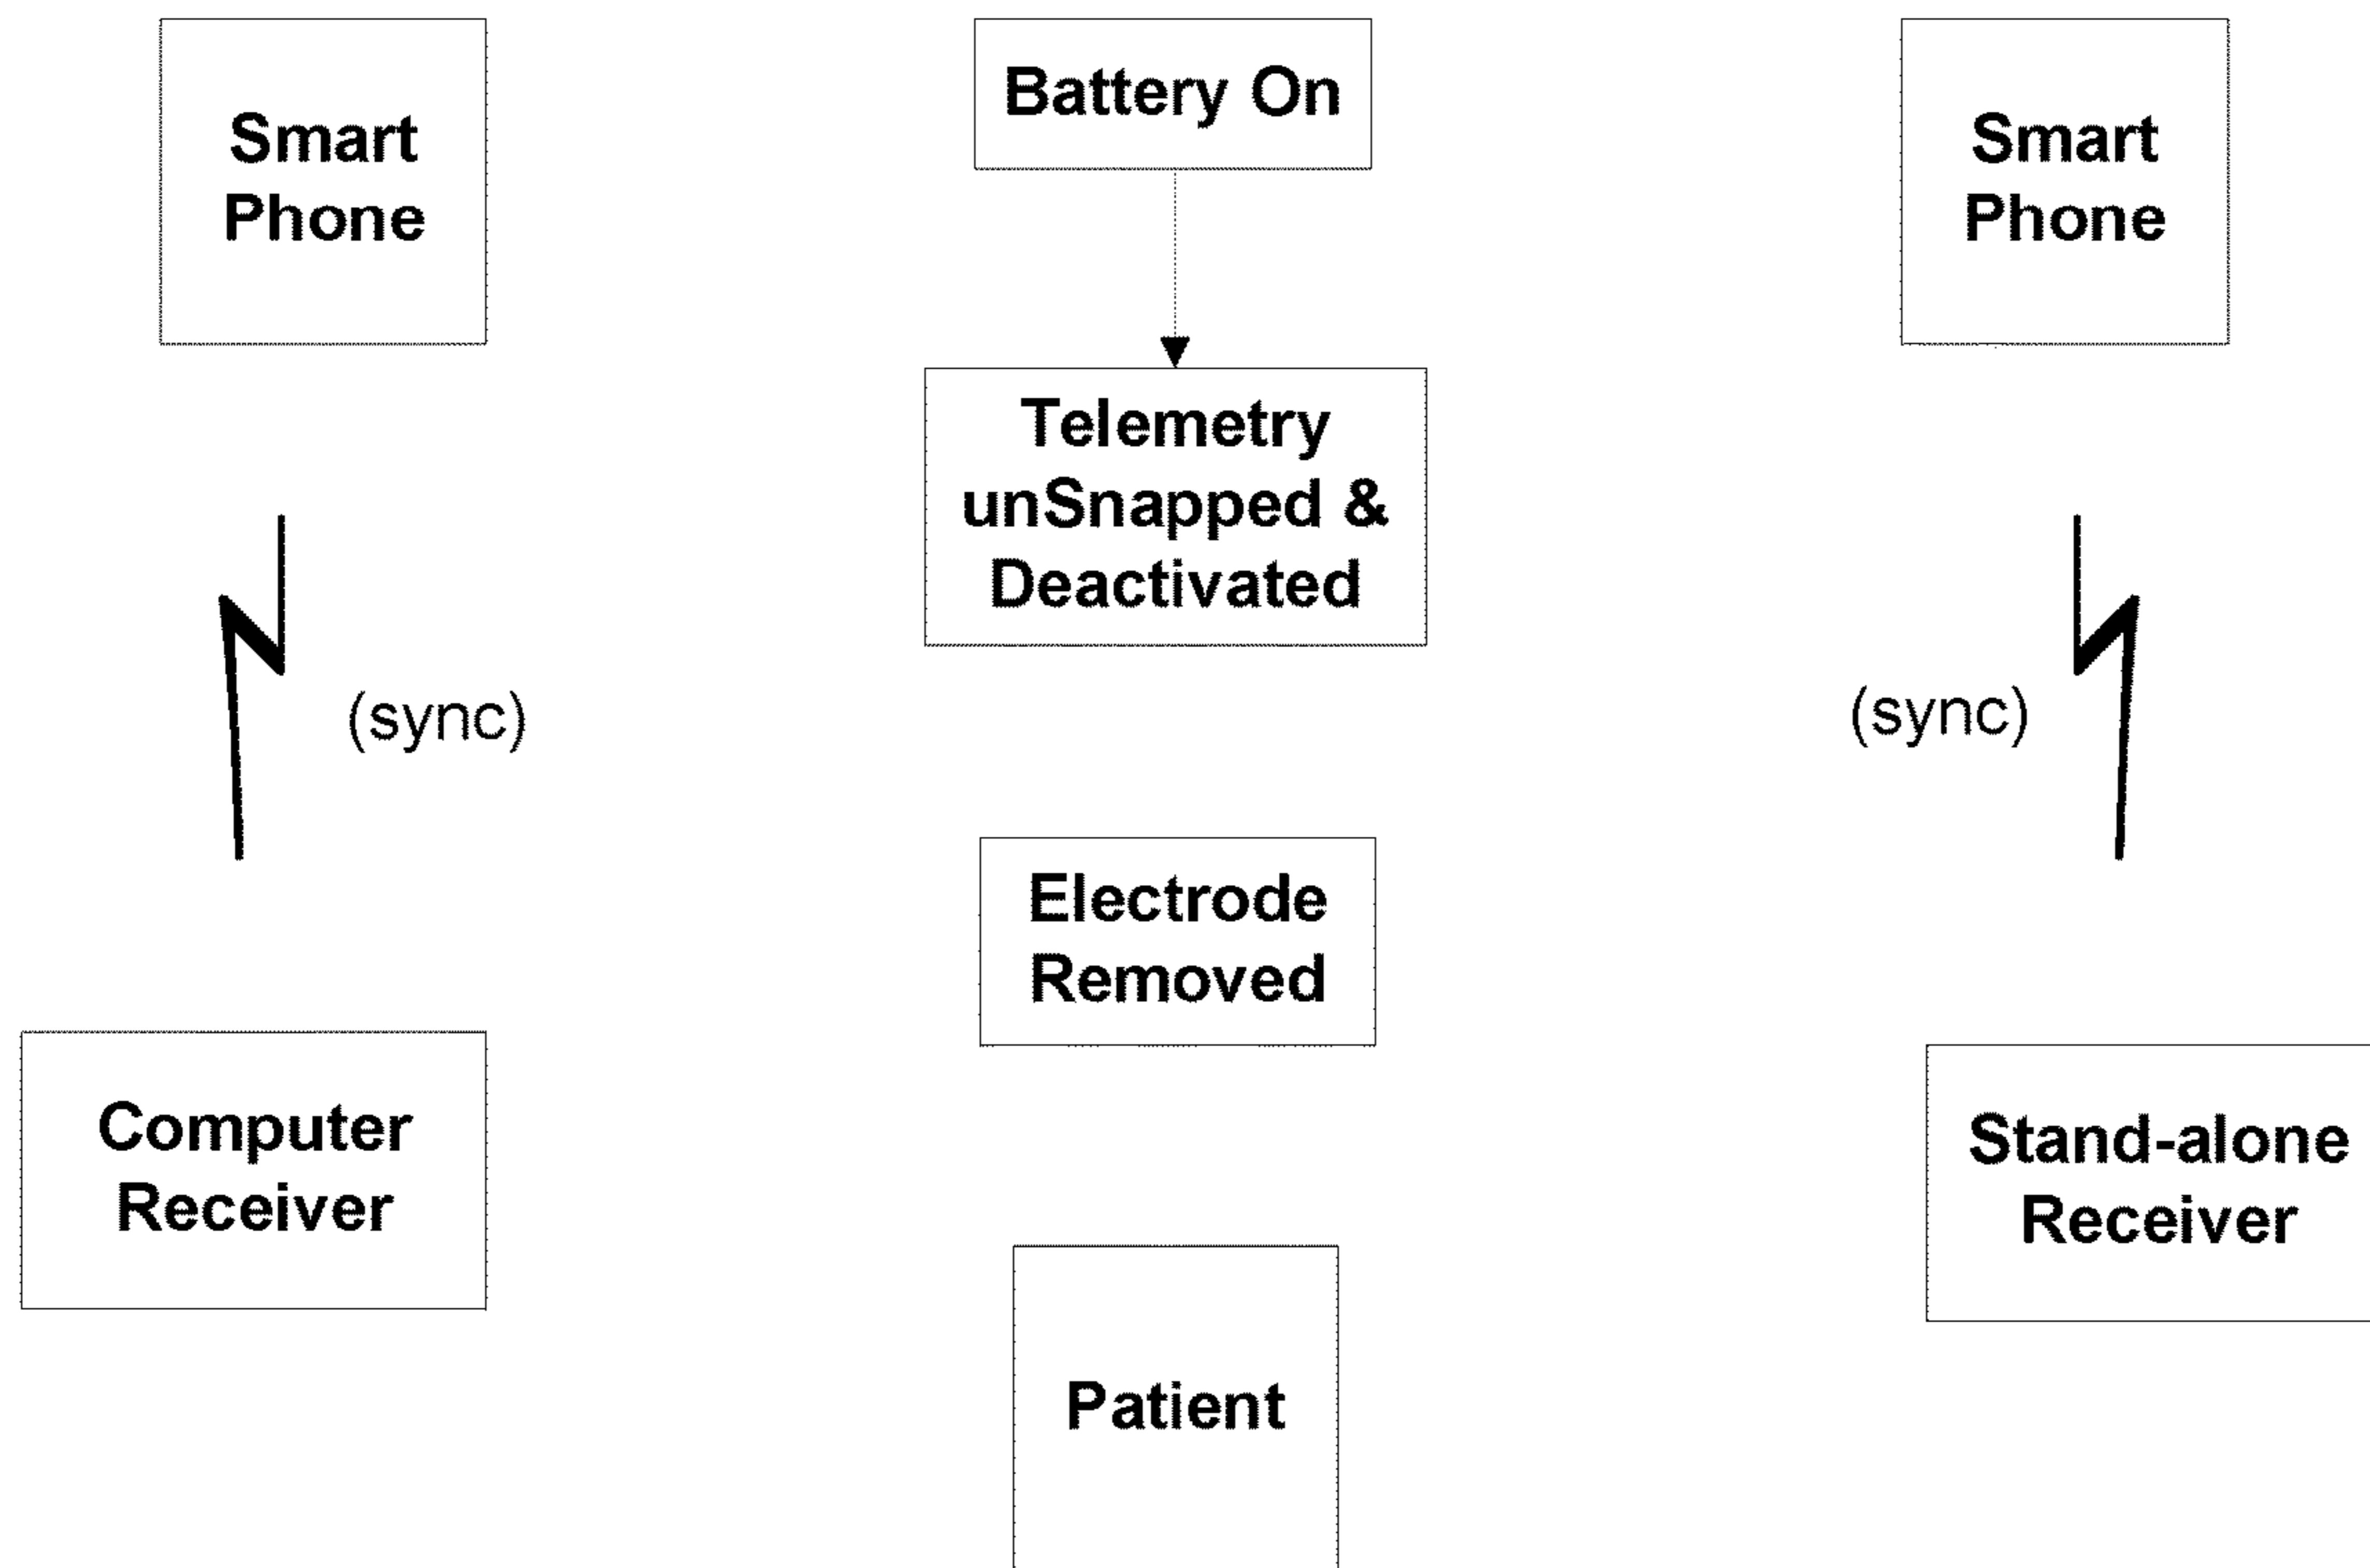 Smart
Phone
Battery On
Smart
Phone
Telemetry
unSnapped &
Deactivated
(sync)
(sync)
Electrode
Removed
Computer
Receiver
Stand-alone
Receiver
Patient